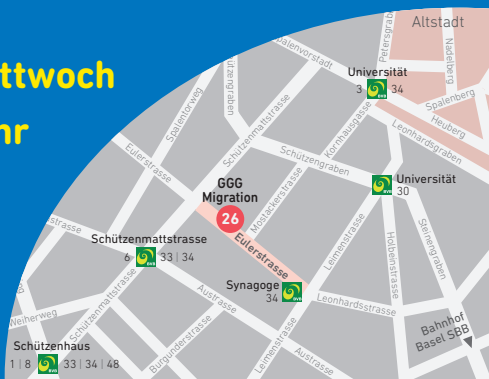 ttwoch
hr
Altstadt
Petersgraben
Nadelberg
Spalenvorstadt
Universität
3 34
Spalenberg
Heuberg
Leonhardsgraben
Kornhausgasse
Schützengraben
Spalentorweg
Schützenmattstrasse
Eulerstrasse
Schützengraben
Universität
30
GGG
Migration
26
Mostackerstrasse
Eulerstrasse
Leimenstrasse
Holbeinstrasse
Steinengraben
strasse
Schützenmattstrasse
6 33 | 34
Synagoge
34
Leonhardsstrasse
Austrasse
Schützenmattstrasse
Weiherweg
Burgunderstrasse
Leimenstrasse
Austrasse
Bahnhof
Basel SBB
Schützenhaus
1 | 8 33 | 34 | 48